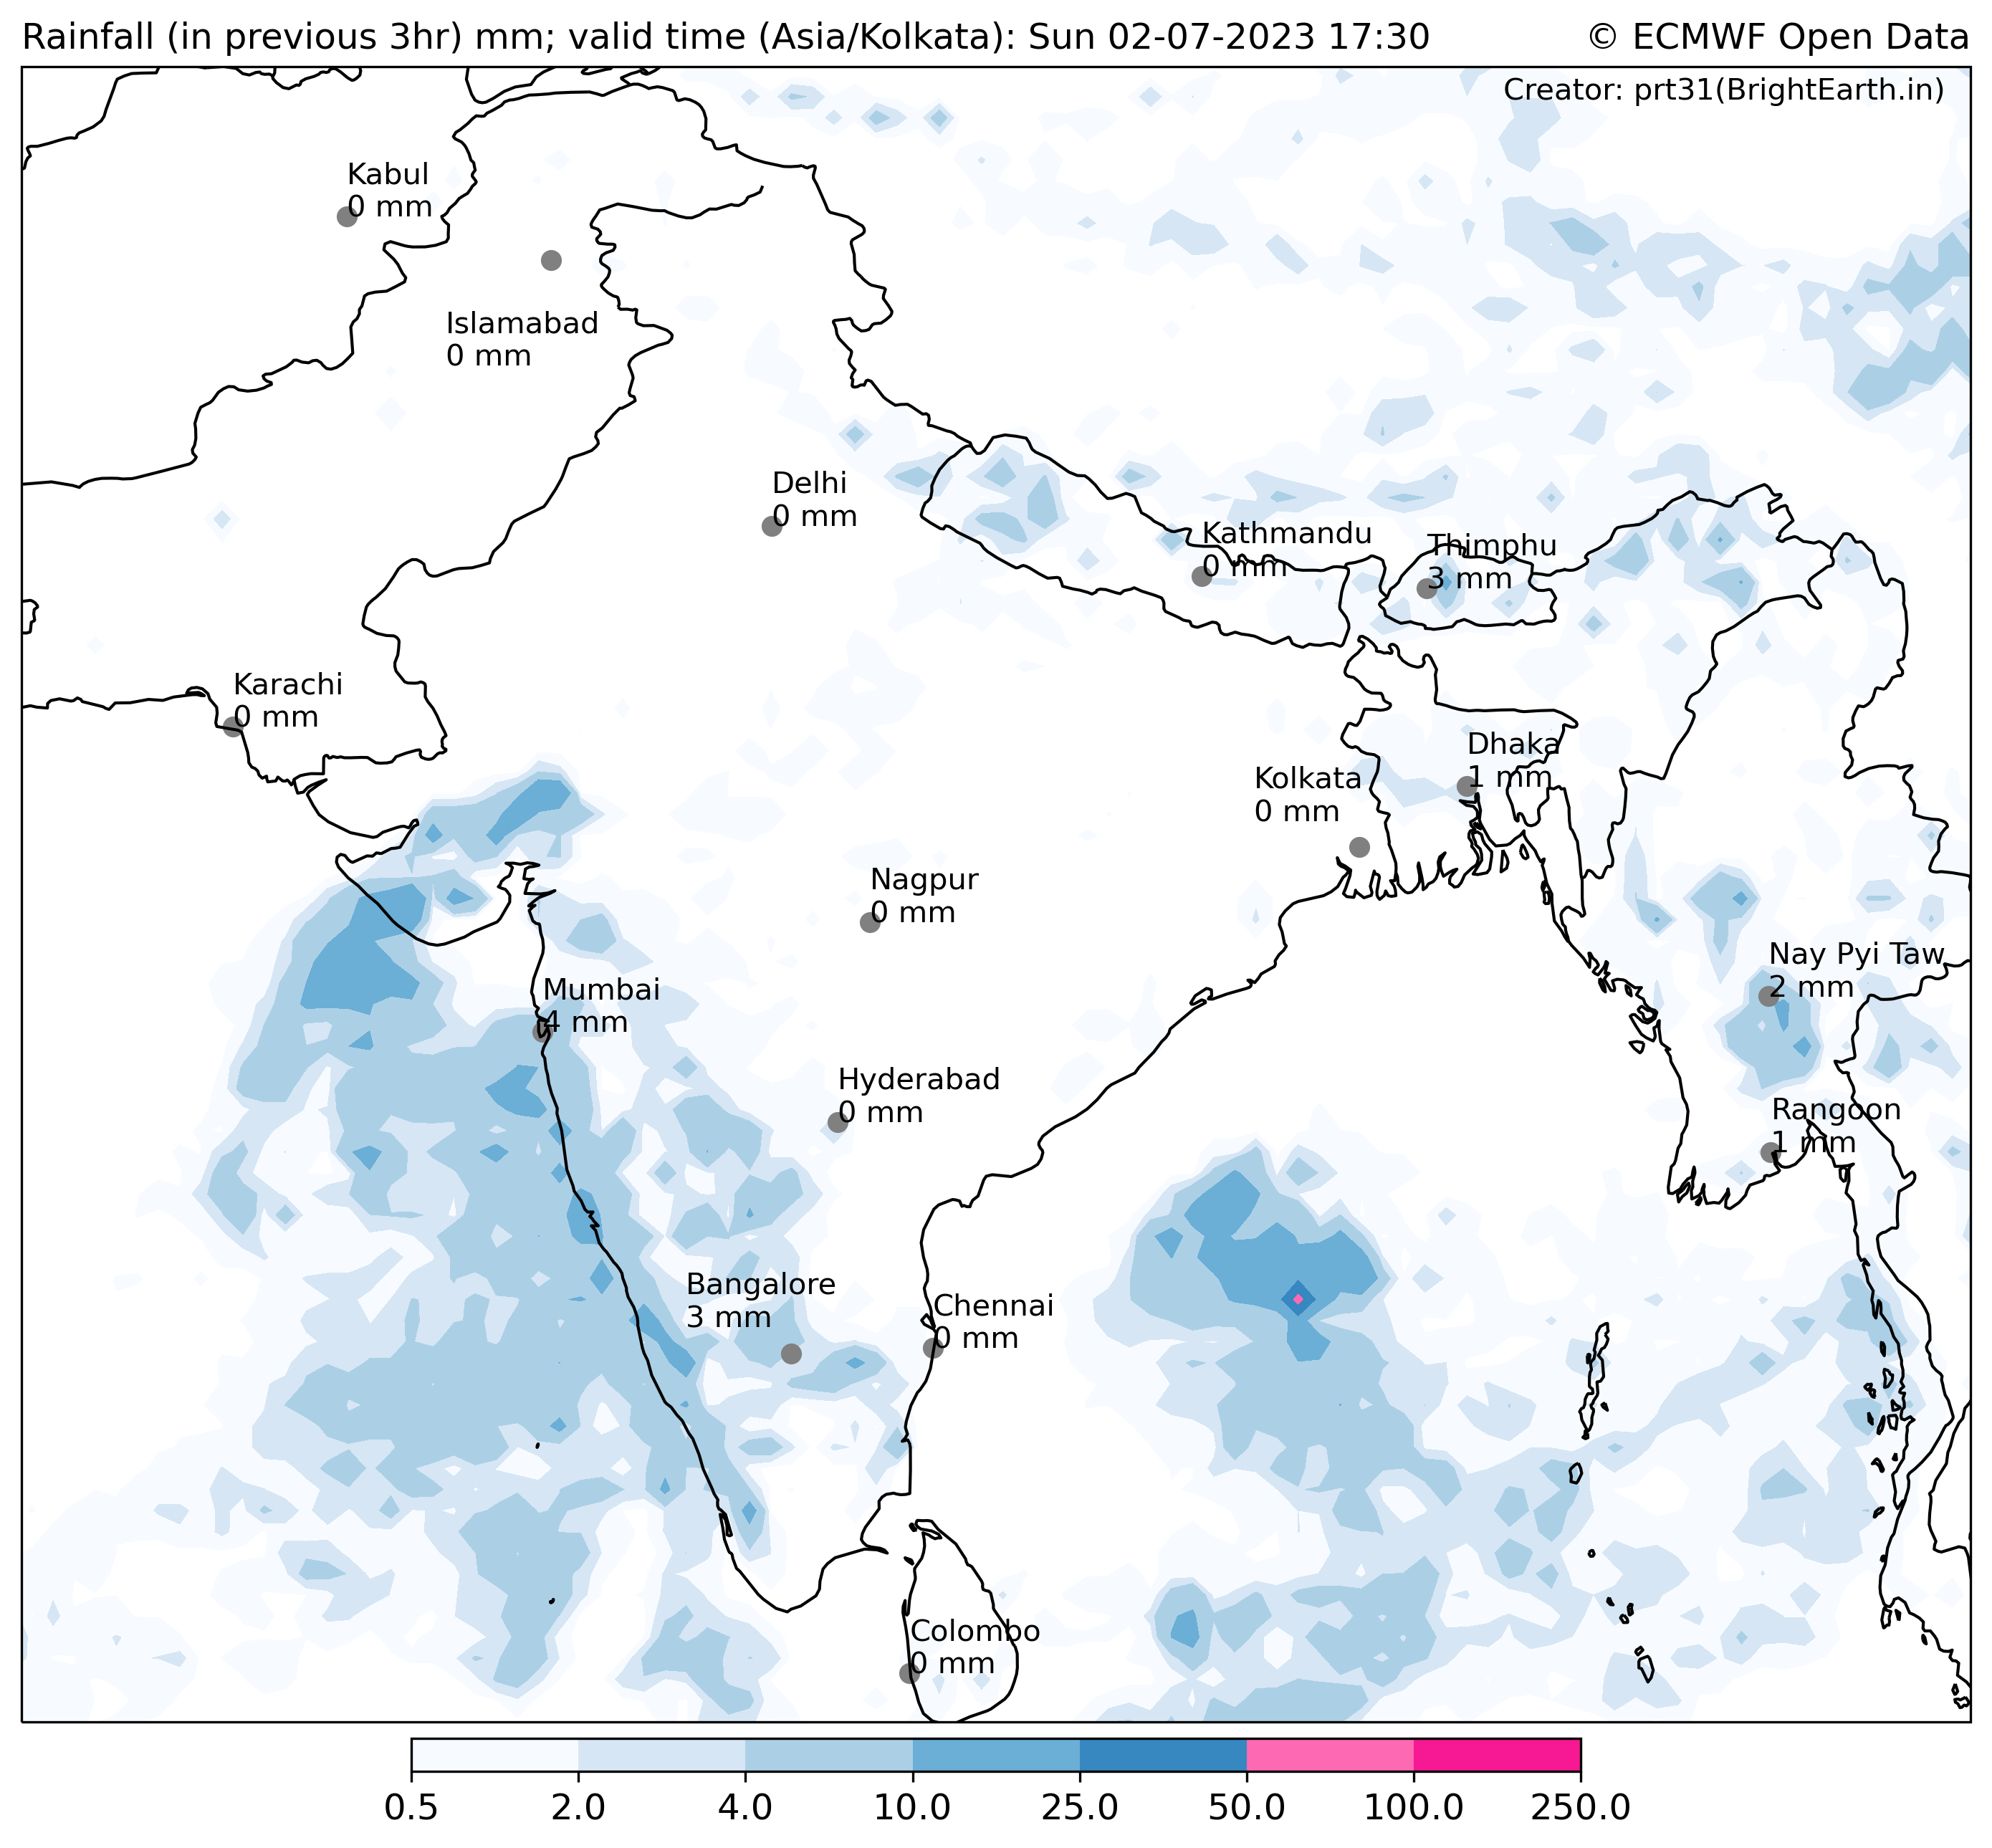 Rainfall (in previous 3hr) mm; valid time (Asia/Kolkata): Sun 02-07-2023 17:30
© ECMWF Open Data
Creator: prt31(BrightEarth.in)
Kabul
0 mm
Islamabad
0 mm
Delhi
0 mm
Kathmandu
0 mm
Thimphu
3 mm
Karachi
0 mm
Dhaka
1 mm
Kolkata
0 mm
Nagpur
0 mm
Nay Pyi Taw
2 mm
Mumbai
4 mm
Hyderabad
0 mm
Rangoon
1 mm
Bangalore
3 mm
Chennai
0 mm
Colombo
0 mm
0.5 2.0 4.0 10.0 25.0 50.0 100.0 250.0